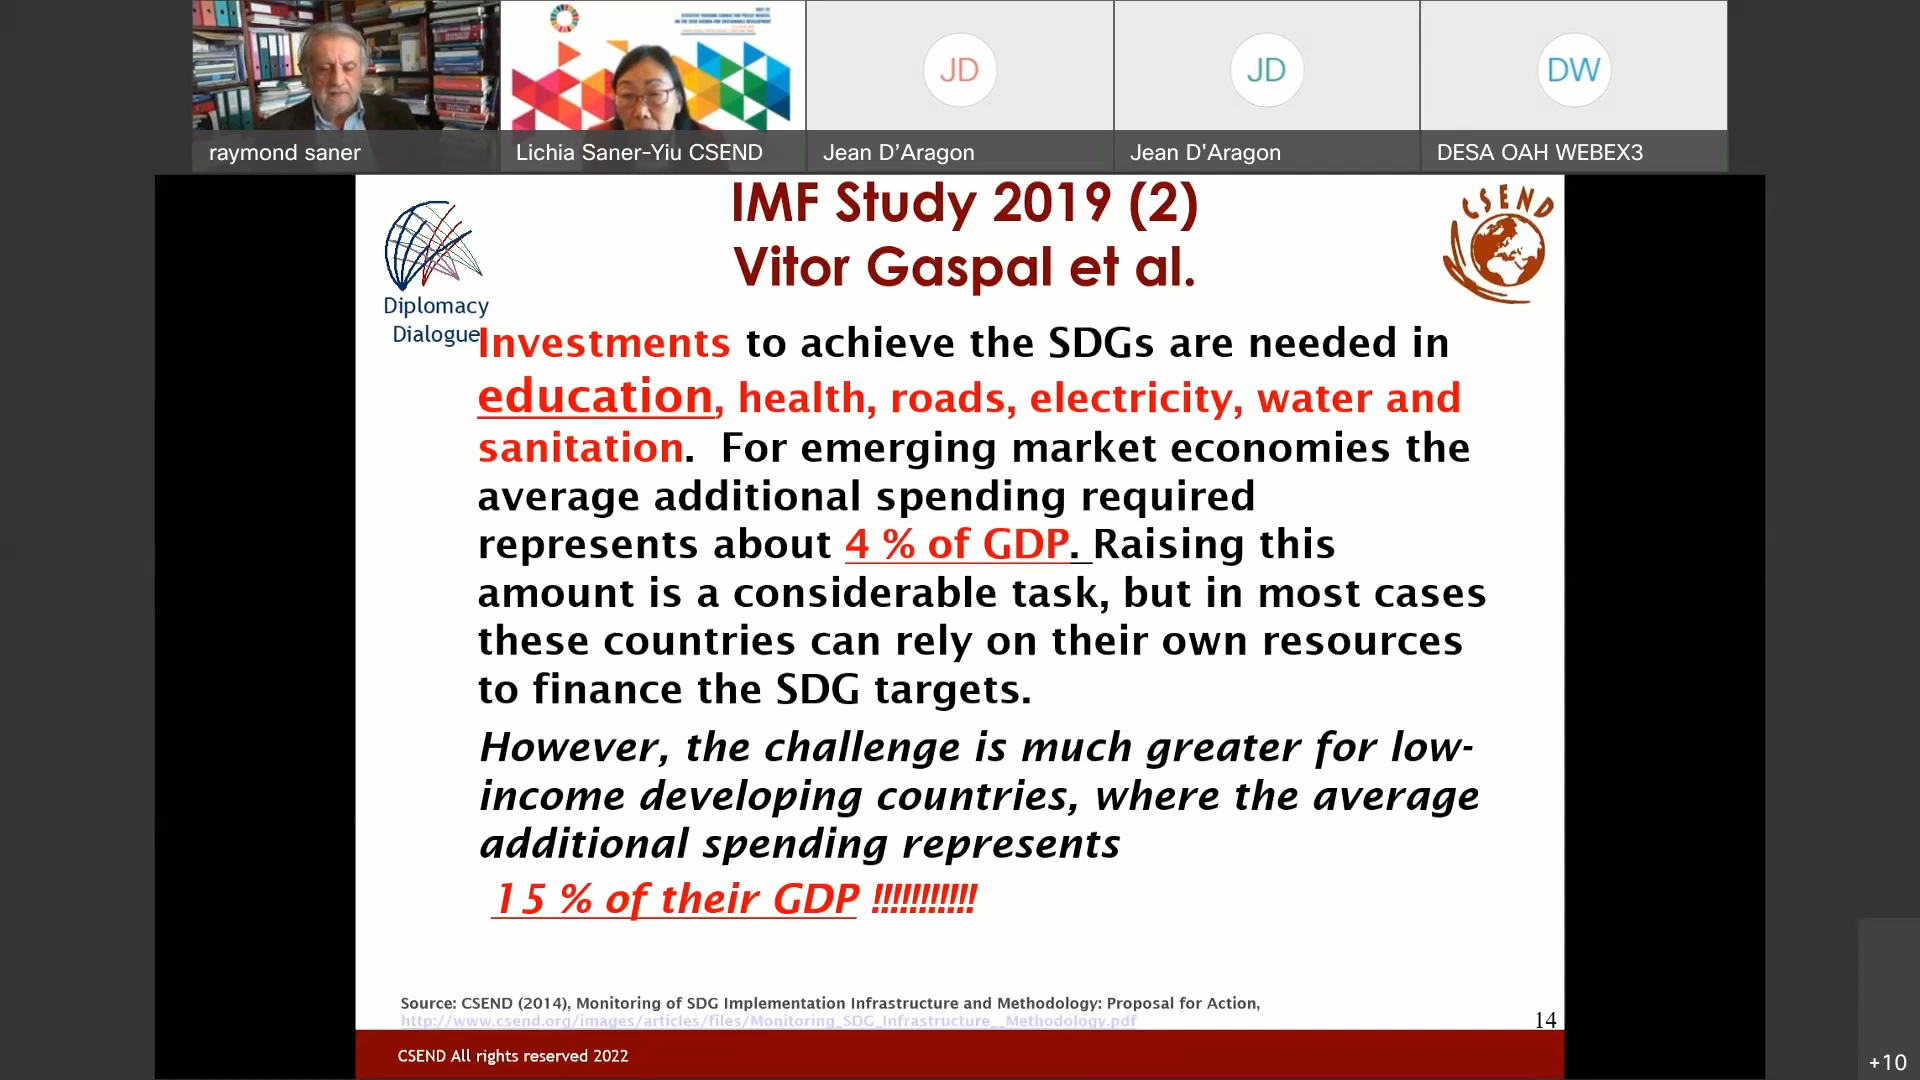 raymond saner
Lichia Saner-Yiu CSEND
JD
Jean D’Aragon
JD
Jean D'Aragon
DW
DESA OAH WEBEX3
IMF Study 2019 (2)
Vitor Gaspal et al.
Diplomacy
Dialogue
CSEND
Investments to achieve the SDGs are needed in
education, health, roads, electricity, water and
sanitation.  For emerging market economies the
average additional spending required
represents about 4 % of GDP. Raising this
amount is a considerable task, but in most cases
these countries can rely on their own resources
to finance the SDG targets.
However, the challenge is much greater for low-
income developing countries, where the average
additional spending represents
15 % of their GDP !!!!!!!!!!!
Source: CSEND (2014), Monitoring of SDG Implementation Infrastructure and Methodology: Proposal for Action,
http://www.csend.org/images/articles/files/Monitoring_SDG_Infrastructure__Methodology.pdf
14
CSEND All rights reserved 2022
+10